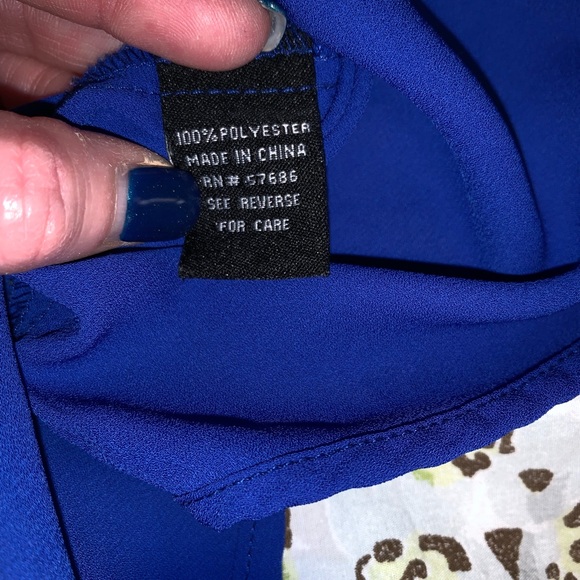 100% POLYESTER
MADE IN CHINA
RN# 57686
SEE REVERSE
FOR CARE